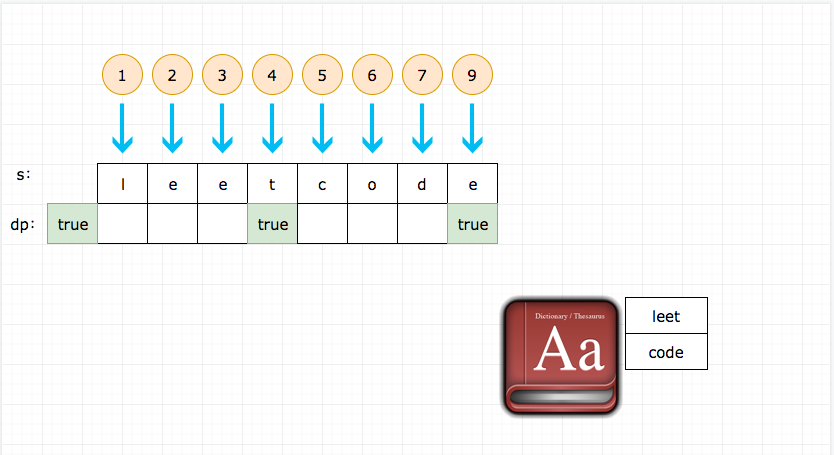 1 2 3 4 5 6 7 9
s: l e e t c o d e
dp: true true true
Dictionary / Thesaurus
Aa
leet
code